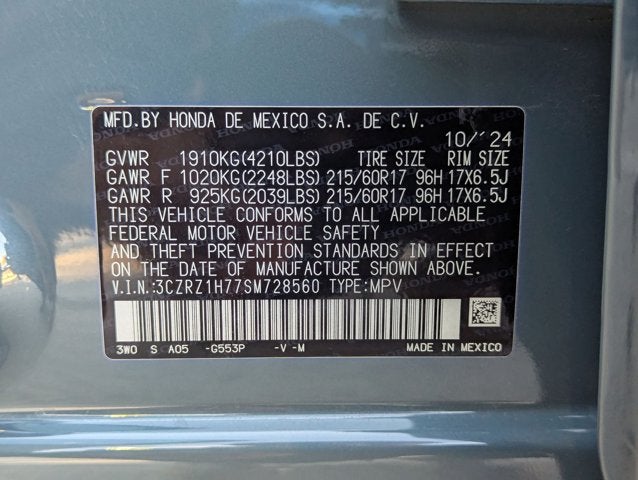 MFD.BY HONDA DE MEXICO S.A. DE C.V.
10/'24
GVWR 1910KG(4210LBS) TIRE SIZE RIM SIZE
GAWR F 1020KG(2248LBS) 215/60R17 96H 17X6.5J
GAWR R 925KG(2039LBS) 215/60R17 96H 17X6.5J
THIS VEHICLE CONFORMS TO ALL APPLICABLE
FEDERAL MOTOR VEHICLE SAFETY
AND THEFT PREVENTION STANDARDS IN EFFECT
ON THE DATE OF MANUFACTURE SHOWN ABOVE.
V.I.N.:3CZRZ1H77SM728560 TYPE:MPV
3WO S A05 -G553P -V -M MADE IN MEXICO